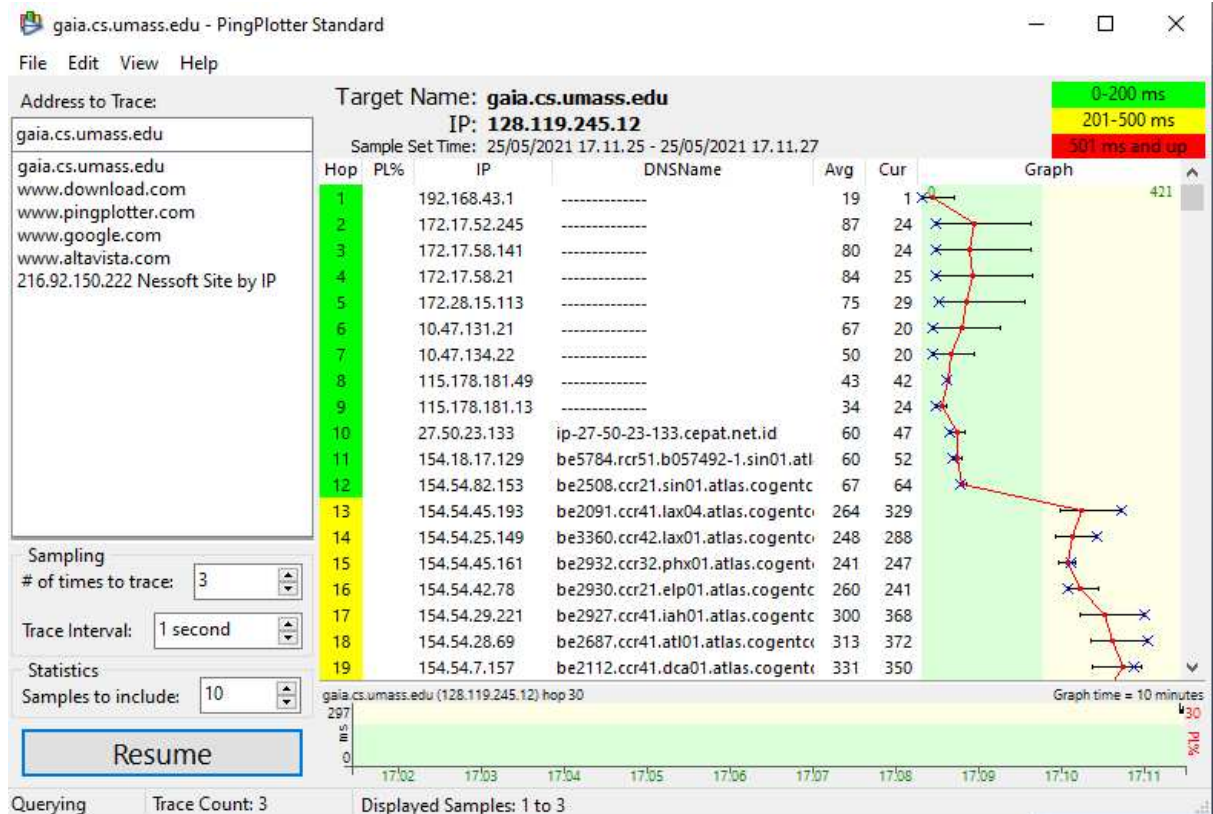 gaia.cs.umass.edu - PingPlotter Standard
File Edit View Help
Address to Trace:
gaia.cs.umass.edu
gaia.cs.umass.edu
www.download.com
www.pingplotter.com
www.google.com
www.altavista.com
216.92.150.222 Nessoft Site by IP
Sampling
# of times to trace: 3
Trace Interval: 1 second
Statistics
Samples to include: 10
Resume
Target Name: gaia.cs.umass.edu
IP: 128.119.245.12
Sample Set Time: 25/05/2021 17.11.25 - 25/05/2021 17.11.27
0-200 ms
201-500 ms
501 ms and up
Hop PL% IP DNSName Avg Cur Graph
0 421
1 192.168.43.1 -------------- 19 1
2 172.17.52.245 -------------- 87 24
3 172.17.58.141 -------------- 80 24
4 172.17.58.21 -------------- 84 25
5 172.28.15.113 -------------- 75 29
6 10.47.131.21 -------------- 67 20
7 10.47.134.22 -------------- 50 20
8 115.178.181.49 -------------- 43 42
9 115.178.181.13 -------------- 34 24
10 27.50.23.133 ip-27-50-23-133.cepat.net.id 60 47
11 154.18.17.129 be5784.rcr51.b057492-1.sin01.atl 60 52
12 154.54.82.153 be2508.ccr21.sin01.atlas.cogentc 67 64
13 154.54.45.193 be2091.ccr41.lax04.atlas.cogentc 264 329
14 154.54.25.149 be3360.ccr42.lax01.atlas.cogentc 248 288
15 154.54.45.161 be2932.ccr32.phx01.atlas.cogent 241 247
16 154.54.42.78 be2930.ccr21.elp01.atlas.cogentc 260 241
17 154.54.29.221 be2927.ccr41.iah01.atlas.cogentc 300 368
18 154.54.28.69 be2687.ccr41.atl01.atlas.cogentc 313 372
19 154.54.7.157 be2112.ccr41.dca01.atlas.cogent 331 350
gaia.cs.umass.edu (128.119.245.12) hop 30 Graph time = 10 minutes
297 30
ms PL%
0
17:02 17:03 17:04 17:05 17:06 17:07 17:08 17:09 17:10 17:11
Querying Trace Count: 3 Displayed Samples: 1 to 3